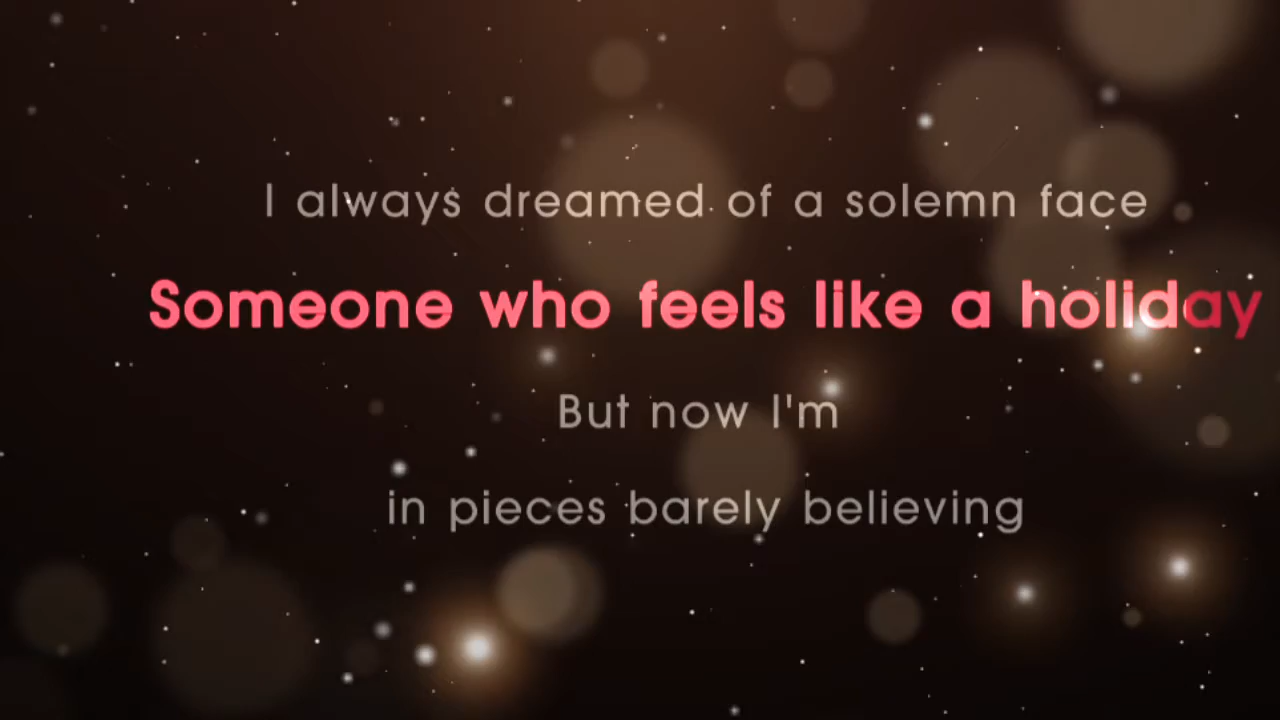 I always dreamed of a solemn face
Someone who feels like a holiday
But now I'm
in pieces barely believing